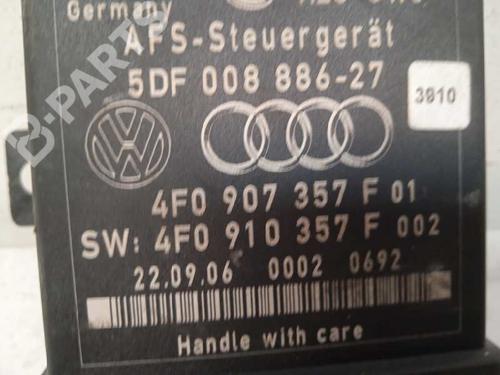 Germany
AFS-Steuergerät
5DF 008 886-27
3810
4F0 907 357 F 01
SW: 4F0 910 357 F 002
22.09.06 0002 0692
Handle with care
B-PARTS